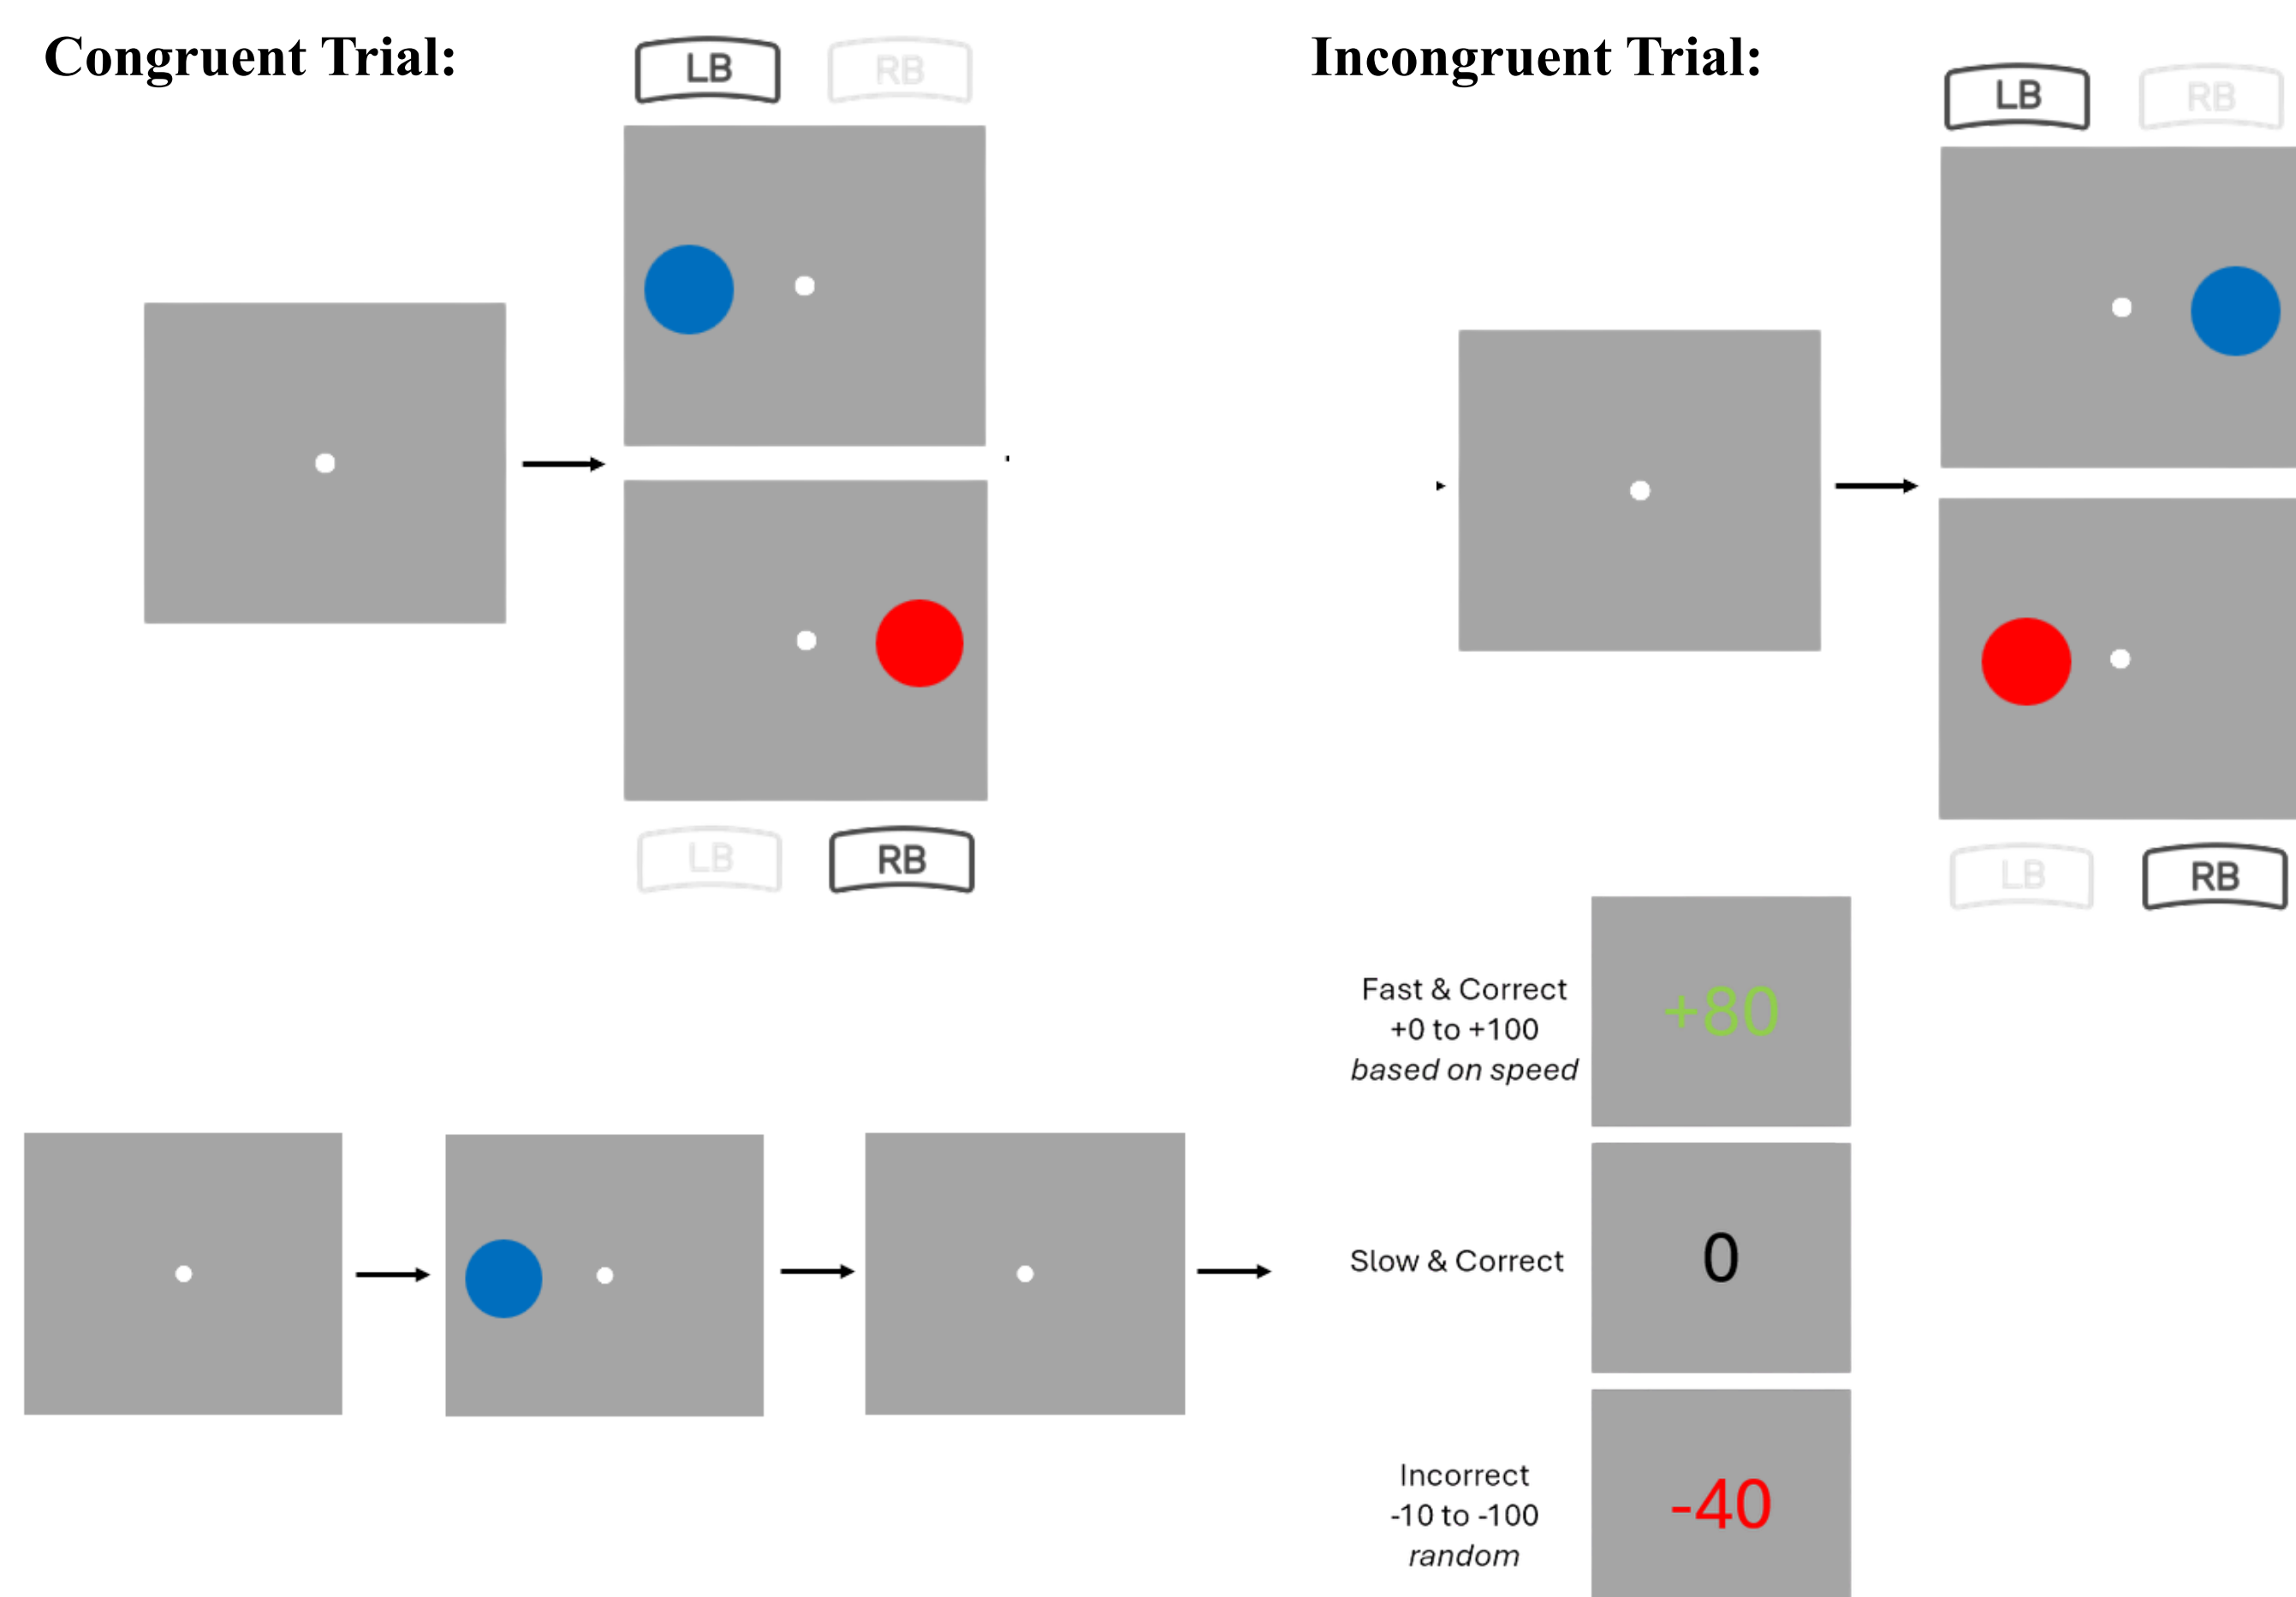 Congruent Trial:
LB RB
LB RB
Incongruent Trial:
LB RB
LB RB
Fast & Correct
+0 to +100
based on speed
+80
Slow & Correct
0
Incorrect
-10 to -100
random
-40